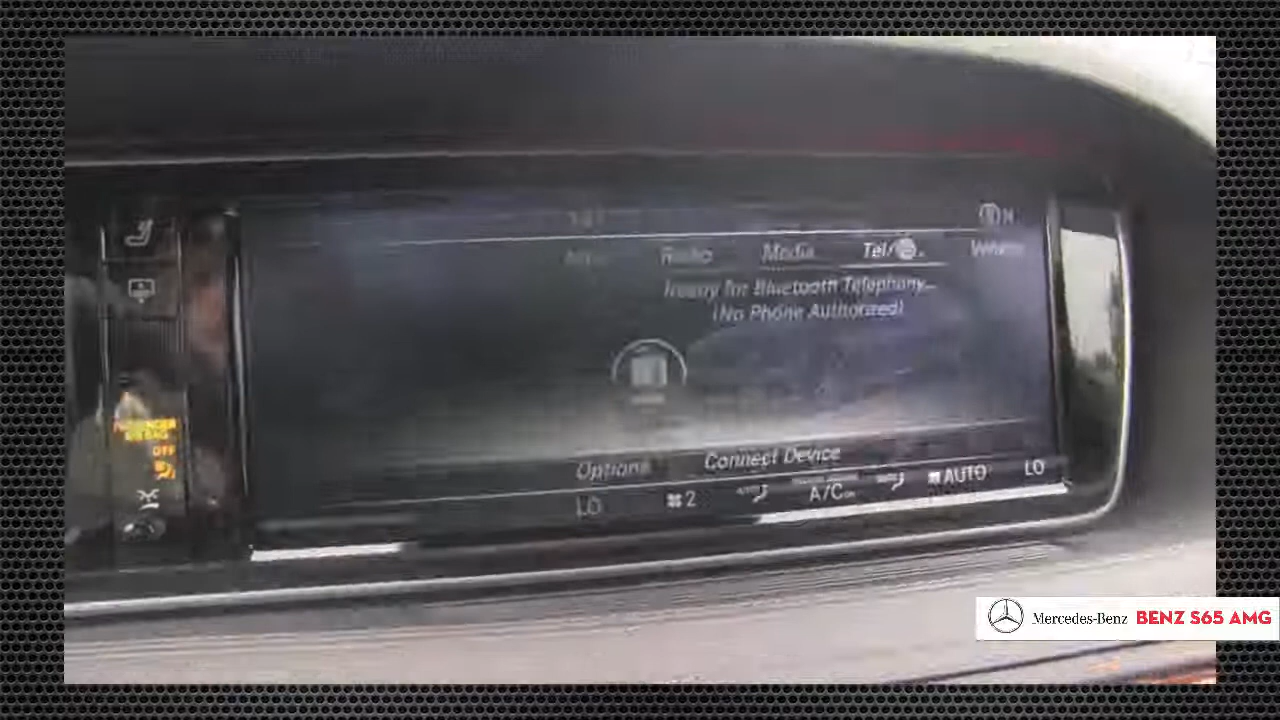 N
Radio Media Tel/
Ready for Bluetooth Telephony...
(No Phone Authorized)
OFF
Options Connect Device
LO 2 A/C AUTO LO
Mercedes-Benz BENZ S65 AMG